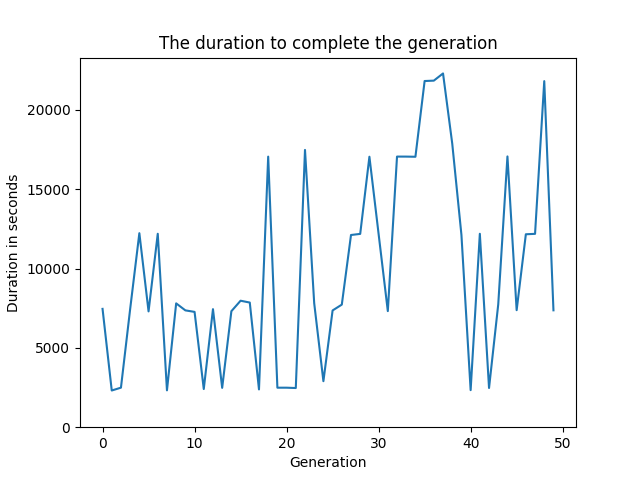 The duration to complete the generation
20000
15000
10000
5000
0
Duration in seconds
0 10 20 30 40 50
Generation